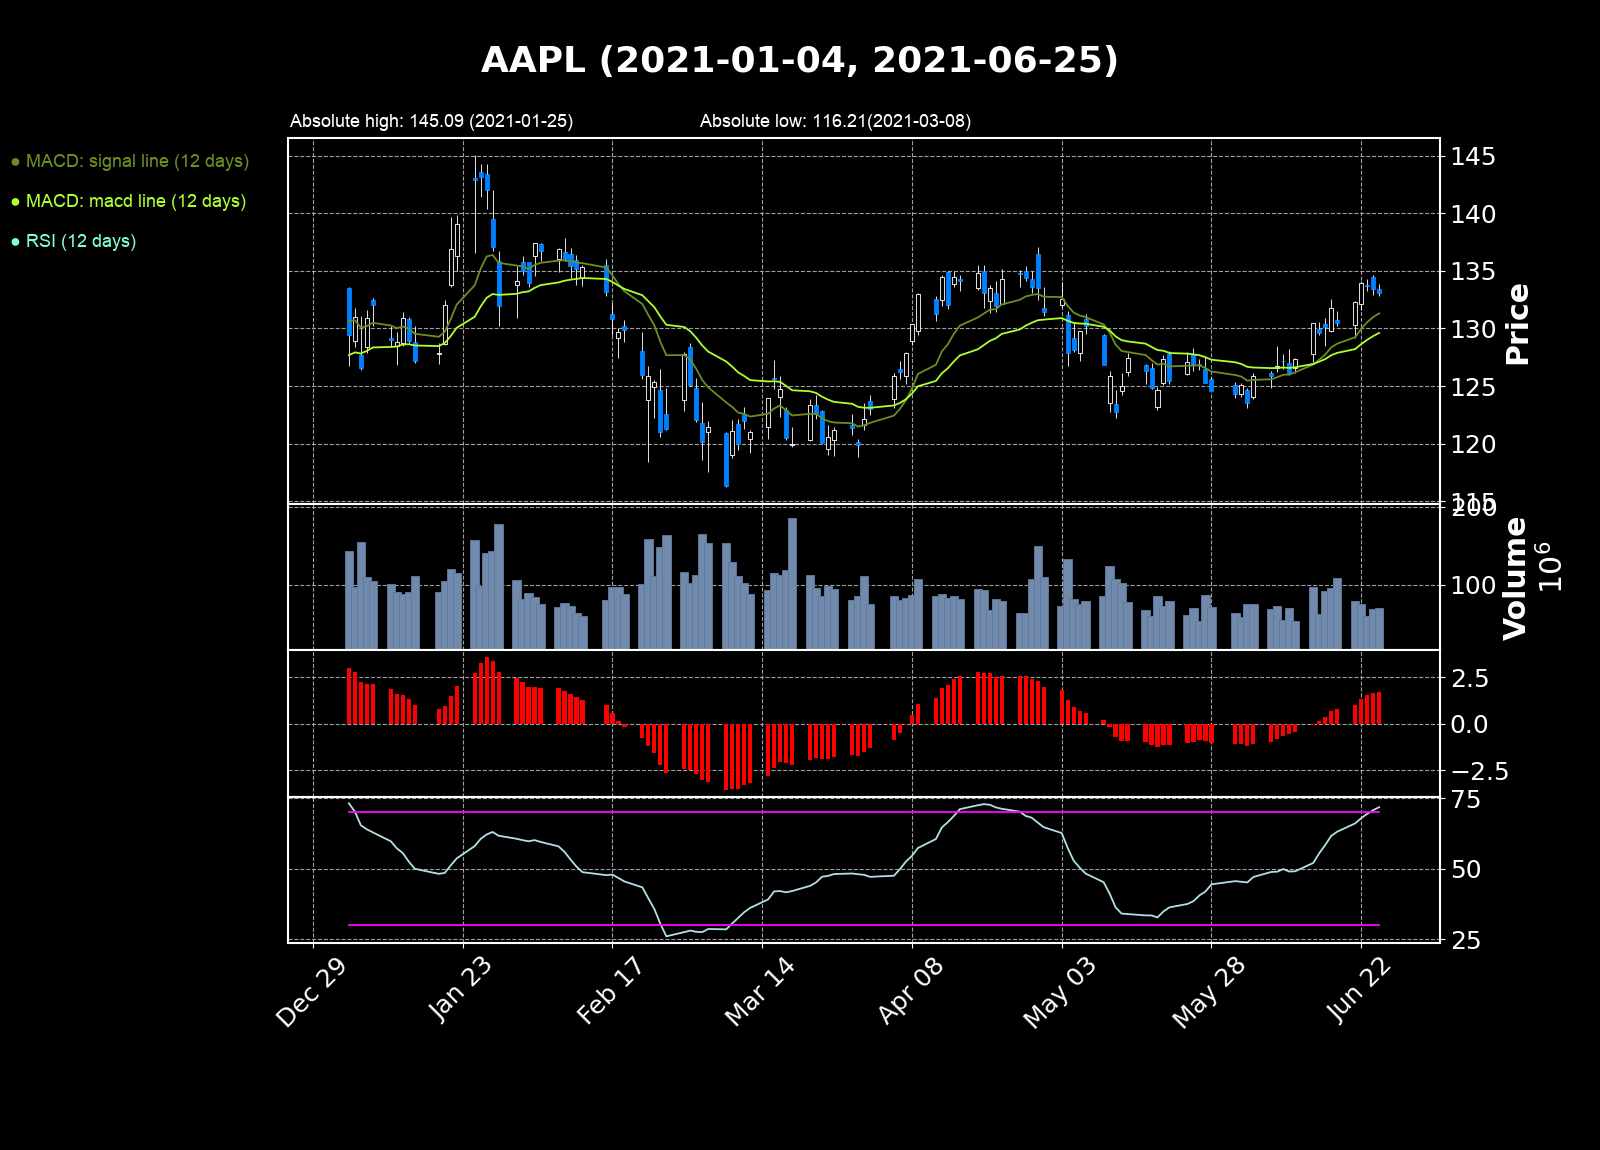 AAPL (2021-01-04, 2021-06-25)
Absolute high: 145.09 (2021-01-25)
Absolute low: 116.21(2021-03-08)
● MACD: signal line (12 days)
● MACD: macd line (12 days)
● RSI (12 days)
145
140
135
130
125
120
115
Price
200
100
Volume
10⁶
2.5
0.0
−2.5
75
50
25
Dec 29
Jan 23
Feb 17
Mar 14
Apr 08
May 03
May 28
Jun 22